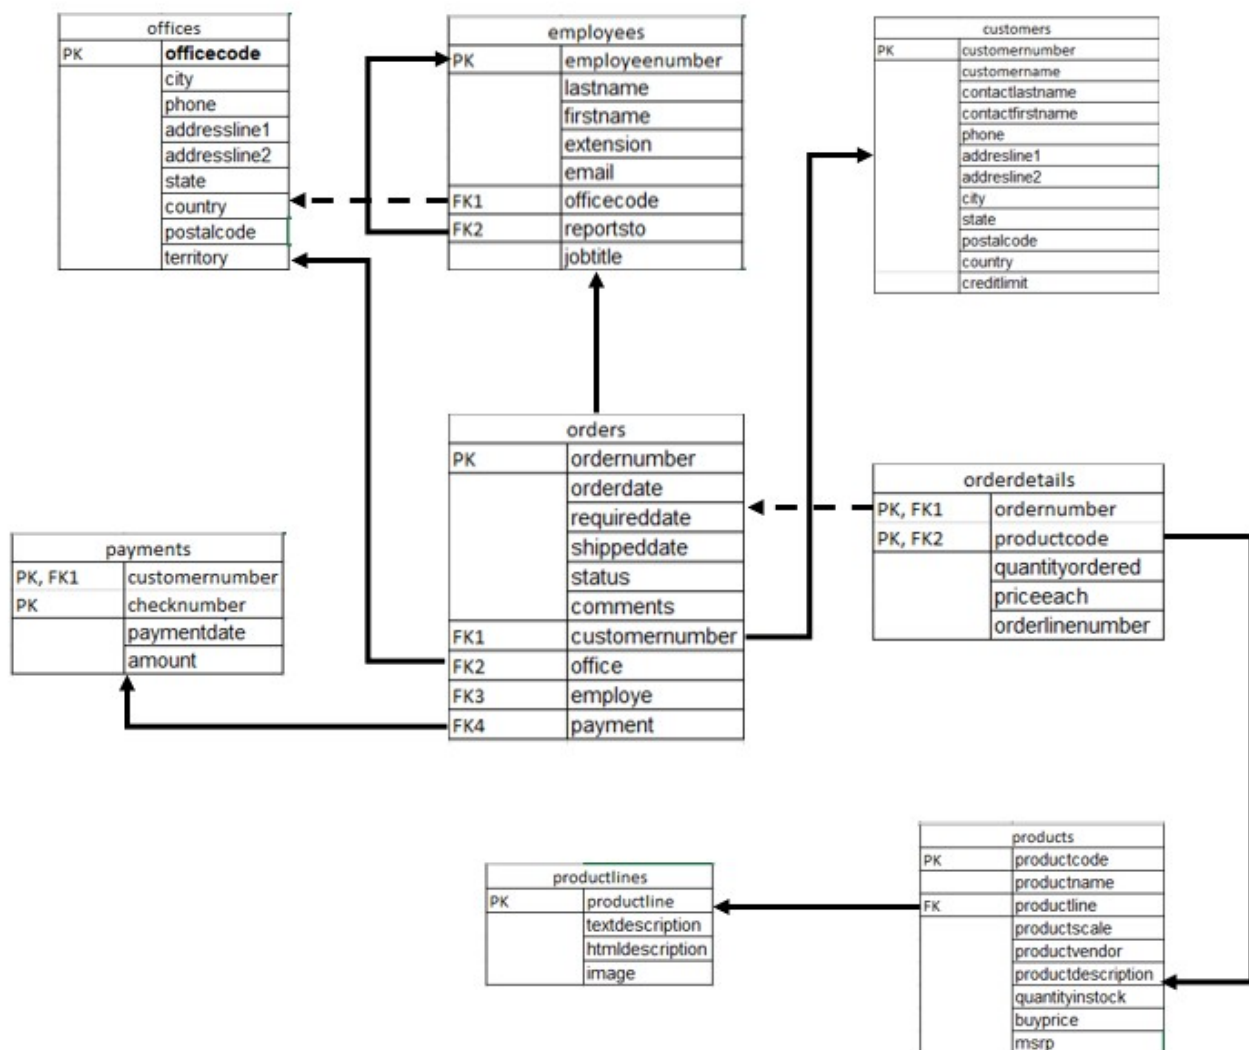 offices
PK officecode
city
phone
addressline1
addressline2
state
country
postalcode
territory
employees
PK employeenumber
lastname
firstname
extension
email
FK1 officecode
FK2 reportsto
jobtitle
customers
PK customernumber
customername
contactlastname
contactfirstname
phone
addresline1
addresline2
city
state
postalcode
country
creditlimit
orders
PK ordernumber
orderdate
requireddate
shippeddate
status
comments
FK1 customernumber
FK2 office
FK3 employe
FK4 payment
orderdetails
PK, FK1 ordernumber
PK, FK2 productcode
quantityordered
priceeach
orderlinenumber
payments
PK, FK1 customernumber
PK checknumber
paymentdate
amount
productlines
PK productline
textdescription
htmldescription
image
products
PK productcode
productname
FK productline
productscale
productvendor
productdescription
quantityinstock
buyprice
msrp